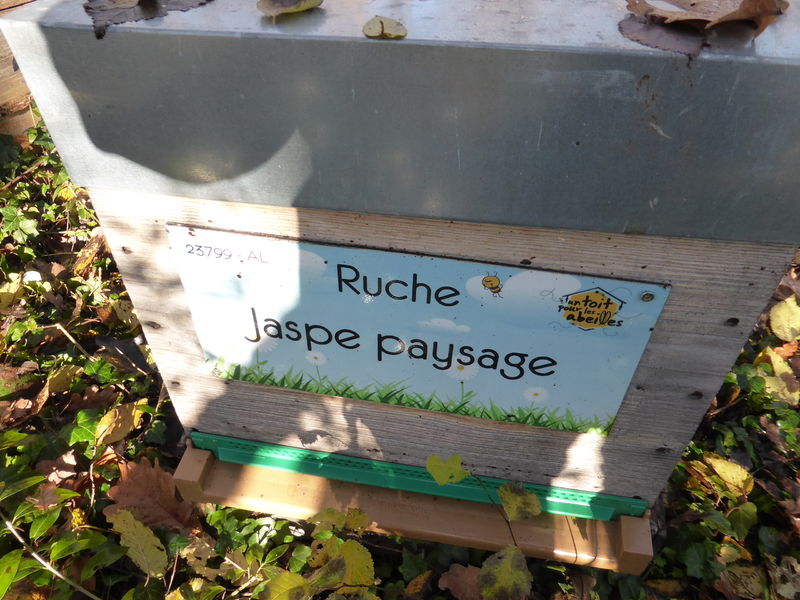 23799 - AL
Ruche
Jaspe paysage
un toit
pour les
abeilles